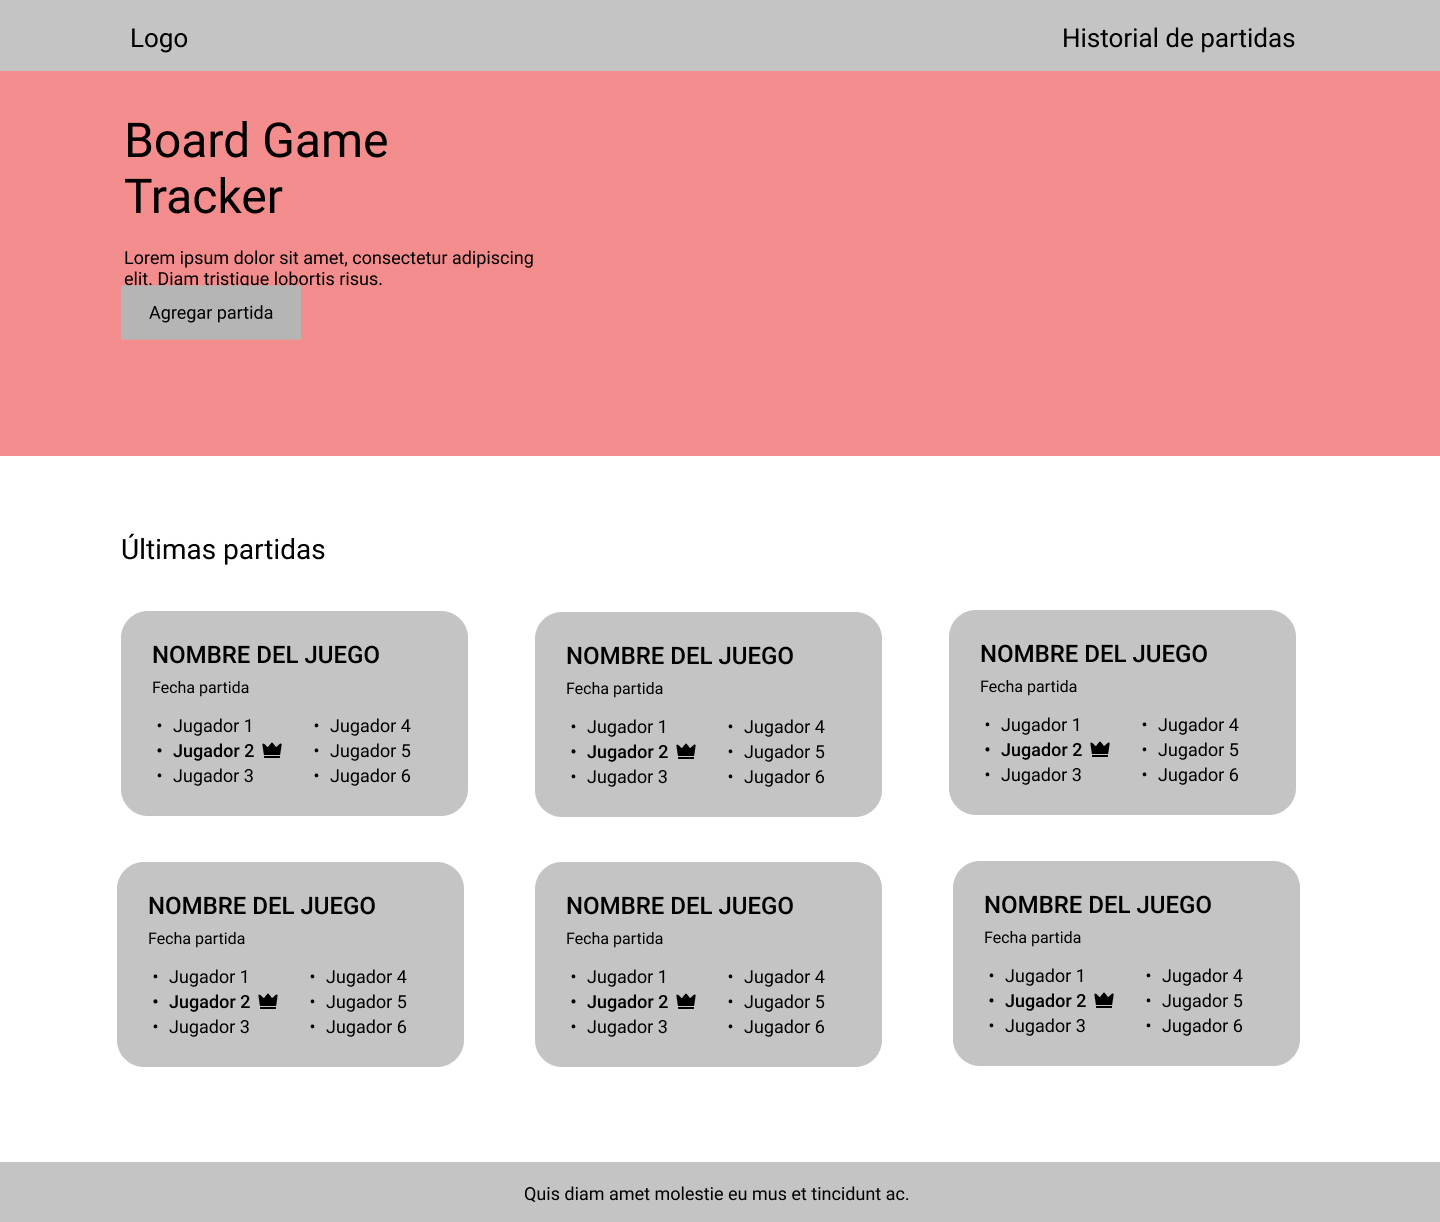 Logo
Historial de partidas
Board Game
Tracker
Lorem ipsum dolor sit amet, consectetur adipiscing
elit. Diam tristique lobortis risus.
Agregar partida
Últimas partidas
NOMBRE DEL JUEGO
Fecha partida
• Jugador 1
• Jugador 2
• Jugador 3
• Jugador 4
• Jugador 5
• Jugador 6
NOMBRE DEL JUEGO
Fecha partida
• Jugador 1
• Jugador 2
• Jugador 3
• Jugador 4
• Jugador 5
• Jugador 6
NOMBRE DEL JUEGO
Fecha partida
• Jugador 1
• Jugador 2
• Jugador 3
• Jugador 4
• Jugador 5
• Jugador 6
NOMBRE DEL JUEGO
Fecha partida
• Jugador 1
• Jugador 2
• Jugador 3
• Jugador 4
• Jugador 5
• Jugador 6
NOMBRE DEL JUEGO
Fecha partida
• Jugador 1
• Jugador 2
• Jugador 3
• Jugador 4
• Jugador 5
• Jugador 6
NOMBRE DEL JUEGO
Fecha partida
• Jugador 1
• Jugador 2
• Jugador 3
• Jugador 4
• Jugador 5
• Jugador 6
Quis diam amet molestie eu mus et tincidunt ac.